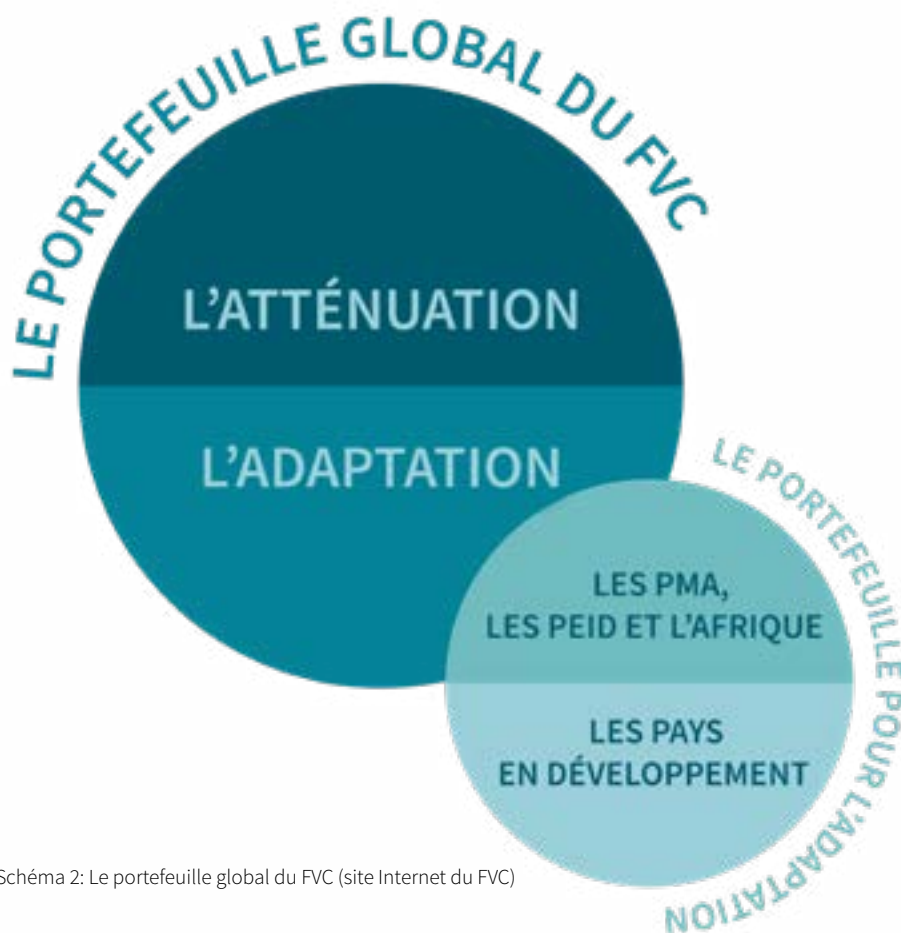 LE PORTEFEUILLE GLOBAL DU FVC
L'ATTÉNUATION
L'ADAPTATION
LE PORTEFEUILLE POUR L'ADAPTATION
LES PMA,
LES PEID ET L'AFRIQUE
LES PAYS
EN DÉVELOPPEMENT
Schéma 2: Le portefeuille global du FVC (site Internet du FVC)